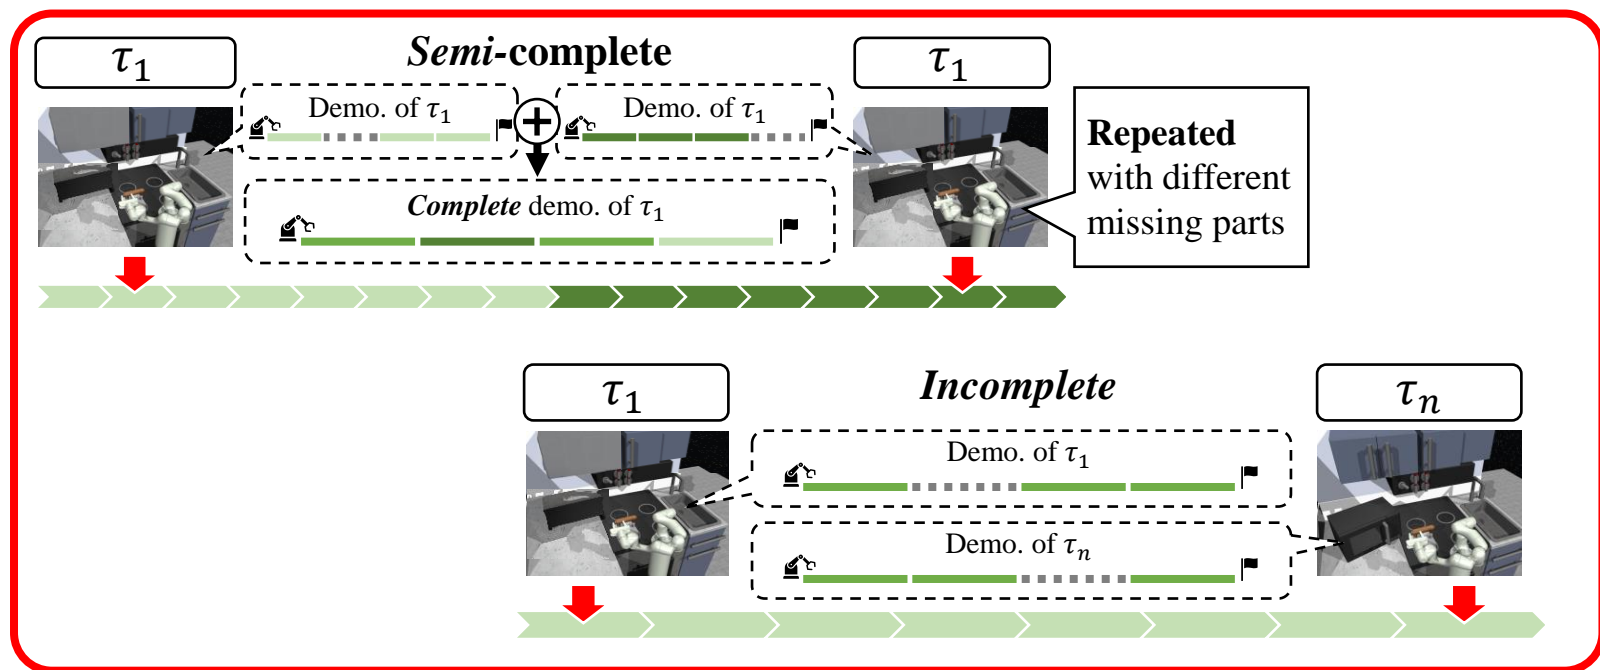 τ₁
Semi-complete
τ₁
Demo. of τ₁
Demo. of τ₁
Repeated
with different
missing parts
Complete demo. of τ₁
τ₁
Incomplete
τₙ
Demo. of τ₁
Demo. of τₙ